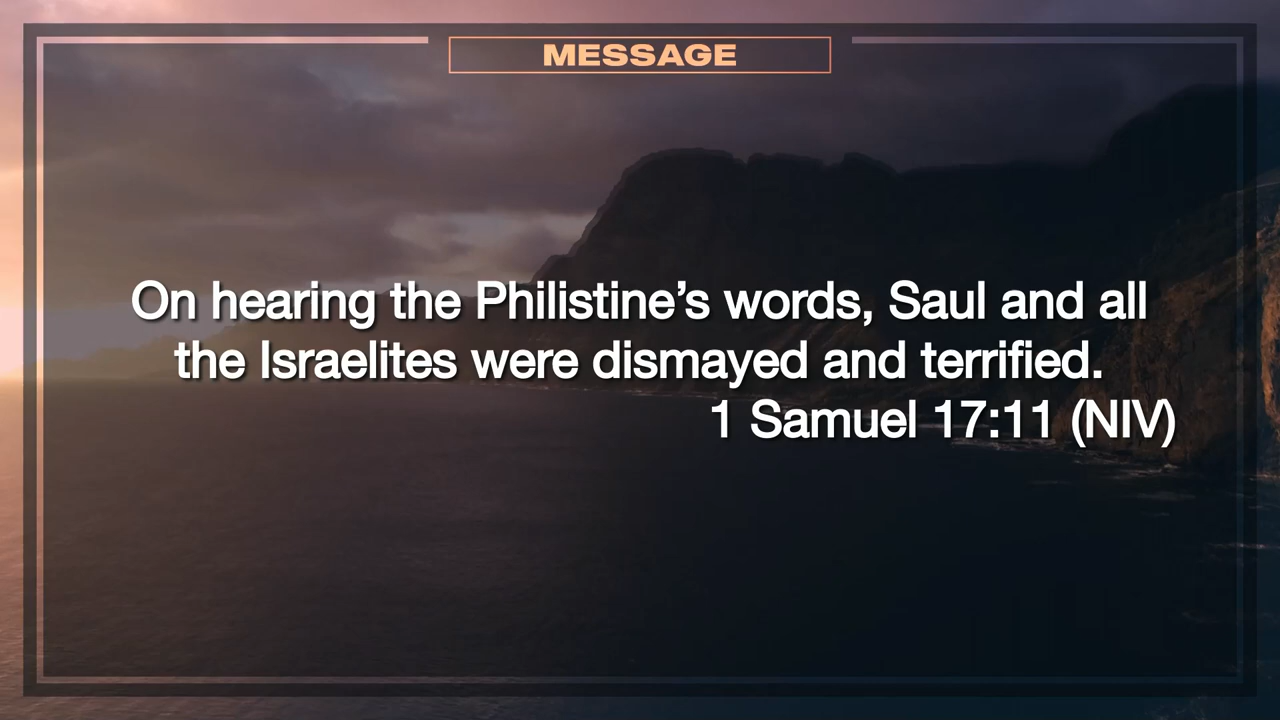 MESSAGE
On hearing the Philistine’s words, Saul and all
the Israelites were dismayed and terrified.
1 Samuel 17:11 (NIV)